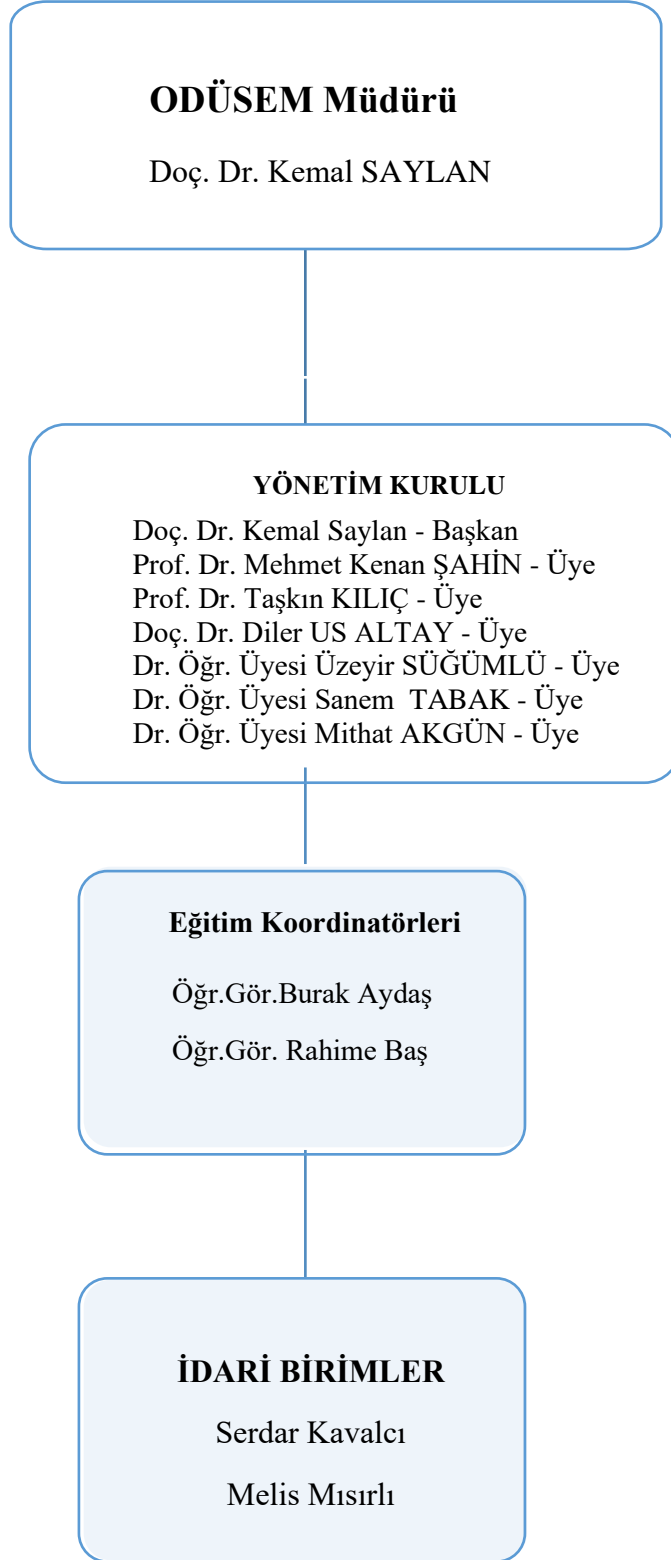 ODÜSEM Müdürü
Doç. Dr. Kemal SAYLAN
YÖNETİM KURULU
Doç. Dr. Kemal Saylan - Başkan
Prof. Dr. Mehmet Kenan ŞAHİN - Üye
Prof. Dr. Taşkın KILIÇ - Üye
Doç. Dr. Diler US ALTAY - Üye
Dr. Öğr. Üyesi Üzeyir SÜĞÜMLÜ - Üye
Dr. Öğr. Üyesi Sanem  TABAK - Üye
Dr. Öğr. Üyesi Mithat AKGÜN - Üye
Eğitim Koordinatörleri
Öğr.Gör.Burak Aydaş
Öğr.Gör. Rahime Baş
İDARİ BİRİMLER
Serdar Kavalcı
Melis Mısırlı